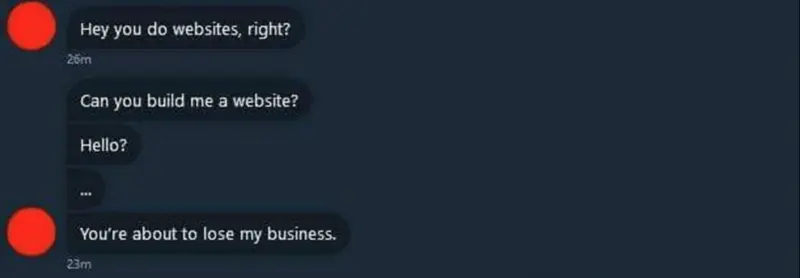 Hey you do websites, right?
26m
Can you build me a website?
Hello?
...
You're about to lose my business.
23m